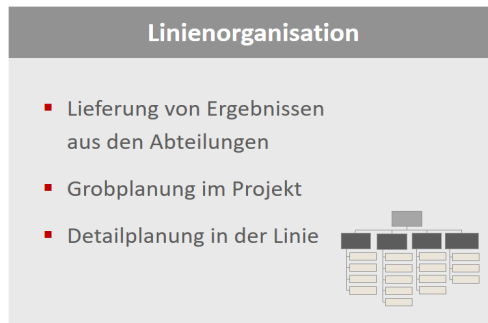 Linienorganisation
▪ Lieferung von Ergebnissen
aus den Abteilungen
▪ Grobplanung im Projekt
▪ Detailplanung in der Linie